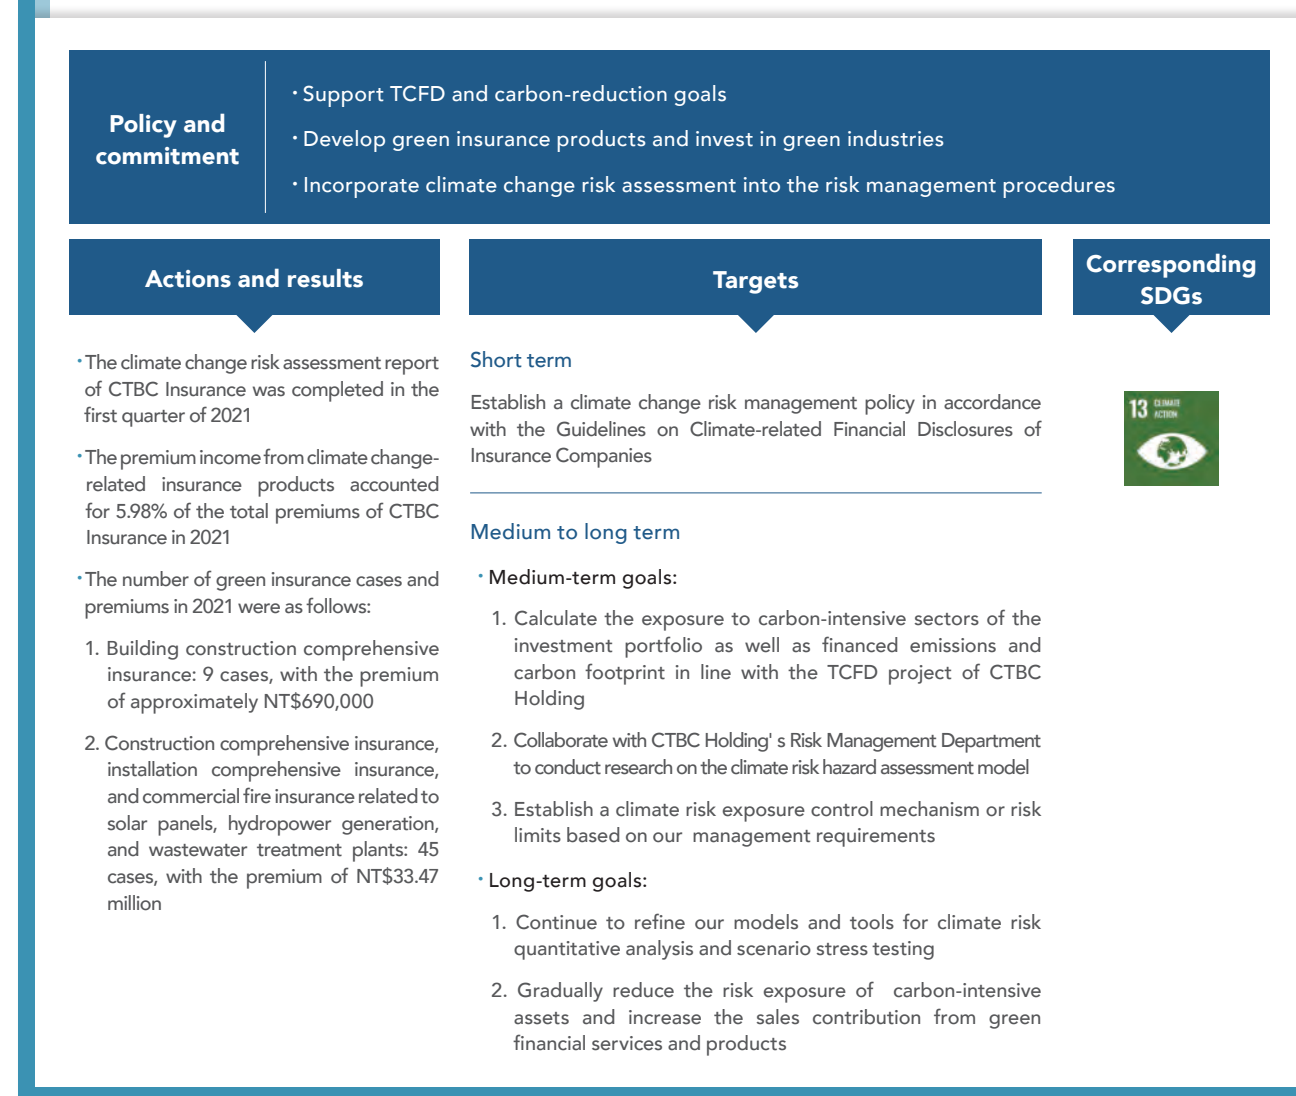 Policy and
commitment
· Support TCFD and carbon-reduction goals
· Develop green insurance products and invest in green industries
· Incorporate climate change risk assessment into the risk management procedures
Actions and results
· The climate change risk assessment report
of CTBC Insurance was completed in the
first quarter of 2021
· The premium income from climate change-
related insurance products accounted
for 5.98% of the total premiums of CTBC
Insurance in 2021
· The number of green insurance cases and
premiums in 2021 were as follows:
1. Building construction comprehensive
insurance: 9 cases, with the premium
of approximately NT$690,000
2. Construction comprehensive insurance,
installation comprehensive insurance,
and commercial fire insurance related to
solar panels, hydropower generation,
and wastewater treatment plants: 45
cases, with the premium of NT$33.47
million
Targets
Short term
Establish a climate change risk management policy in accordance
with the Guidelines on Climate-related Financial Disclosures of
Insurance Companies
Medium to long term
· Medium-term goals:
1. Calculate the exposure to carbon-intensive sectors of the
investment portfolio as well as financed emissions and
carbon footprint in line with the TCFD project of CTBC
Holding
2. Collaborate with CTBC Holding' s Risk Management Department
to conduct research on the climate risk hazard assessment model
3. Establish a climate risk exposure control mechanism or risk
limits based on our management requirements
· Long-term goals:
1. Continue to refine our models and tools for climate risk
quantitative analysis and scenario stress testing
2. Gradually reduce the risk exposure of carbon-intensive
assets and increase the sales contribution from green
financial services and products
Corresponding
SDGs
13 CLIMATE
ACTION